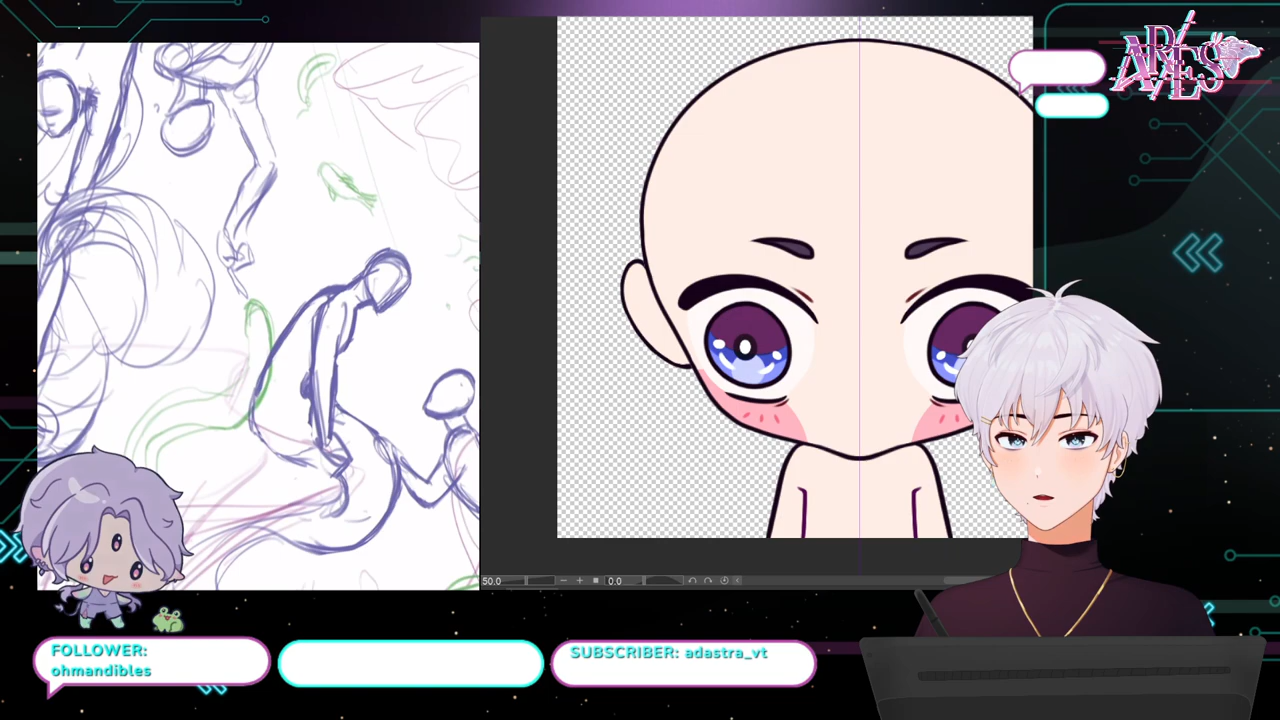 ARES
50.0
0.0
FOLLOWER:
ohmandibles
SUBSCRIBER: adastra_vt